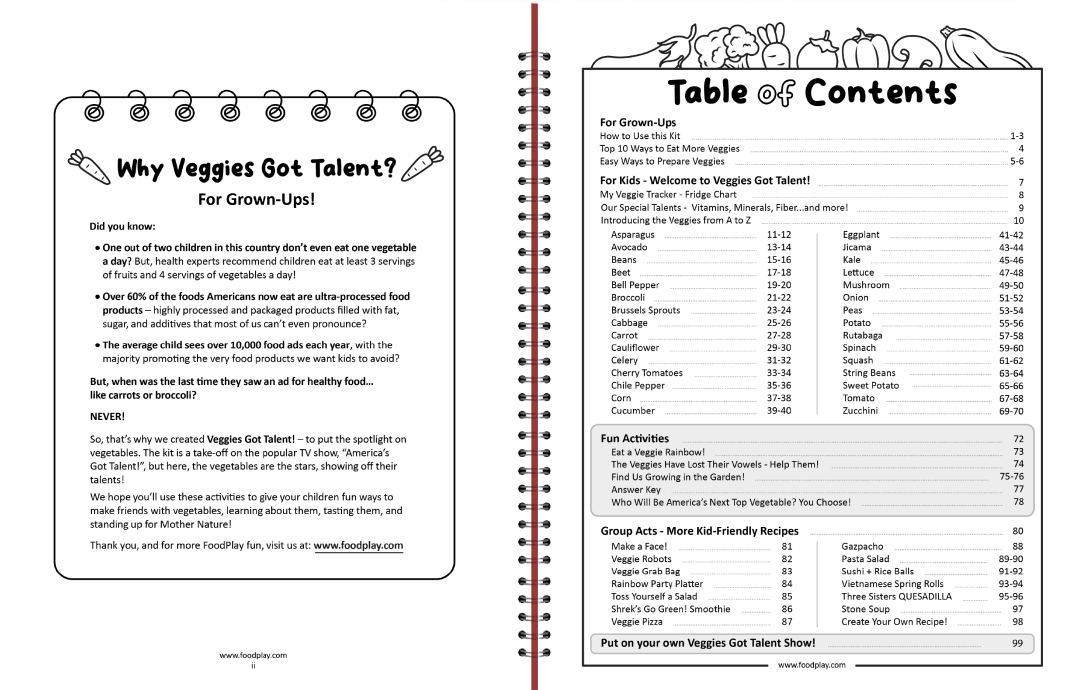 Why Veggies Got Talent?
For Grown-Ups!
Did you know:
• One out of two children in this country don't even eat one vegetable
a day? But, health experts recommend children eat at least 3 servings
of fruits and 4 servings of vegetables a day!
• Over 60% of the foods Americans now eat are ultra-processed food
products – highly processed and packaged products filled with fat,
sugar, and additives that most of us can't even pronounce?
• The average child sees over 10,000 food ads each year, with the
majority promoting the very food products we want kids to avoid?
But, when was the last time they saw an ad for healthy food...
like carrots or broccoli?
NEVER!
So, that's why we created Veggies Got Talent! – to put the spotlight on
vegetables. The kit is a take-off on the popular TV show, "America's
Got Talent!", but here, the vegetables are the stars, showing off their
talents!
We hope you'll use these activities to give your children fun ways to
make friends with vegetables, learning about them, tasting them, and
standing up for Mother Nature!
Thank you, and for more FoodPlay fun, visit us at: www.foodplay.com
www.foodplay.com
ii
Table of Contents
For Grown-Ups
How to Use this Kit 1-3
Top 10 Ways to Eat More Veggies 4
Easy Ways to Prepare Veggies 5-6
For Kids - Welcome to Veggies Got Talent! 7
My Veggie Tracker - Fridge Chart 8
Our Special Talents - Vitamins, Minerals, Fiber...and more! 9
Introducing the Veggies from A to Z 10
Asparagus 11-12
Avocado 13-14
Beans 15-16
Beet 17-18
Bell Pepper 19-20
Broccoli 21-22
Brussels Sprouts 23-24
Cabbage 25-26
Carrot 27-28
Cauliflower 29-30
Celery 31-32
Cherry Tomatoes 33-34
Chile Pepper 35-36
Corn 37-38
Cucumber 39-40
Eggplant 41-42
Jicama 43-44
Kale 45-46
Lettuce 47-48
Mushroom 49-50
Onion 51-52
Peas 53-54
Potato 55-56
Rutabaga 57-58
Spinach 59-60
Squash 61-62
String Beans 63-64
Sweet Potato 65-66
Tomato 67-68
Zucchini 69-70
Fun Activities 72
Eat a Veggie Rainbow! 73
The Veggies Have Lost Their Vowels - Help Them! 74
Find Us Growing in the Garden! 75-76
Answer Key 77
Who Will Be America's Next Top Vegetable? You Choose! 78
Group Acts - More Kid-Friendly Recipes 80
Make a Face! 81
Veggie Robots 82
Veggie Grab Bag 83
Rainbow Party Platter 84
Toss Yourself a Salad 85
Shrek's Go Green! Smoothie 86
Veggie Pizza 87
Gazpacho 88
Pasta Salad 89-90
Sushi + Rice Balls 91-92
Vietnamese Spring Rolls 93-94
Three Sisters QUESADILLA 95-96
Stone Soup 97
Create Your Own Recipe! 98
Put on your own Veggies Got Talent Show! 99
www.foodplay.com